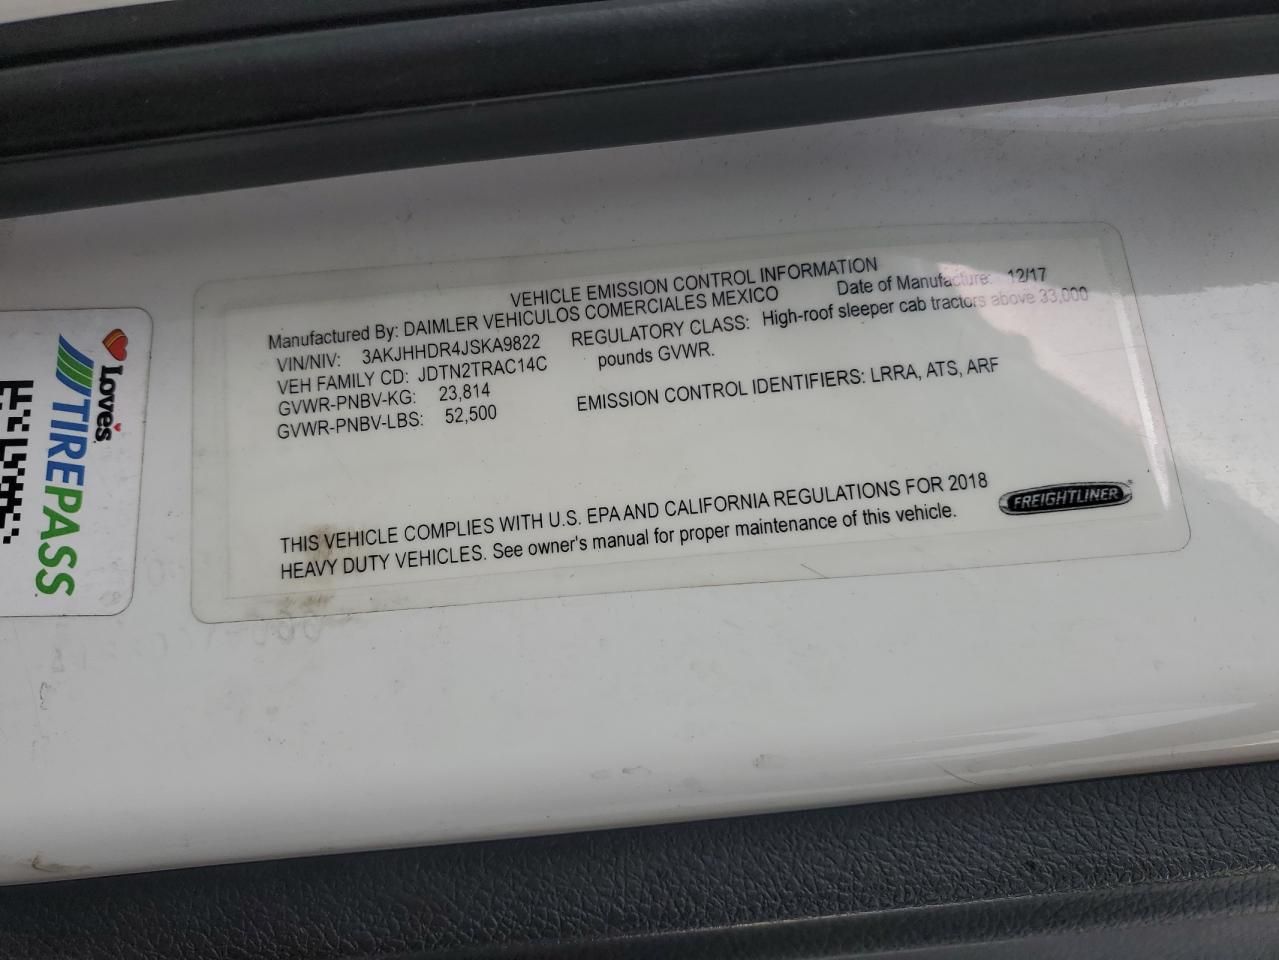 VEHICLE EMISSION CONTROL INFORMATION
Manufactured By: DAIMLER VEHICULOS COMERCIALES MEXICO Date of Manufacture: 12/17
VIN/NIV: 3AKJHHDR4JSKA9822 REGULATORY CLASS: High-roof sleeper cab tractors above 33,000
VEH FAMILY CD: JDTN2TRAC14C pounds GVWR.
GVWR-PNBV-KG: 23,814
GVWR-PNBV-LBS: 52,500 EMISSION CONTROL IDENTIFIERS: LRRA, ATS, ARF
THIS VEHICLE COMPLIES WITH U.S. EPA AND CALIFORNIA REGULATIONS FOR 2018
HEAVY DUTY VEHICLES. See owner's manual for proper maintenance of this vehicle.
FREIGHTLINER
Love's
TIREPASS